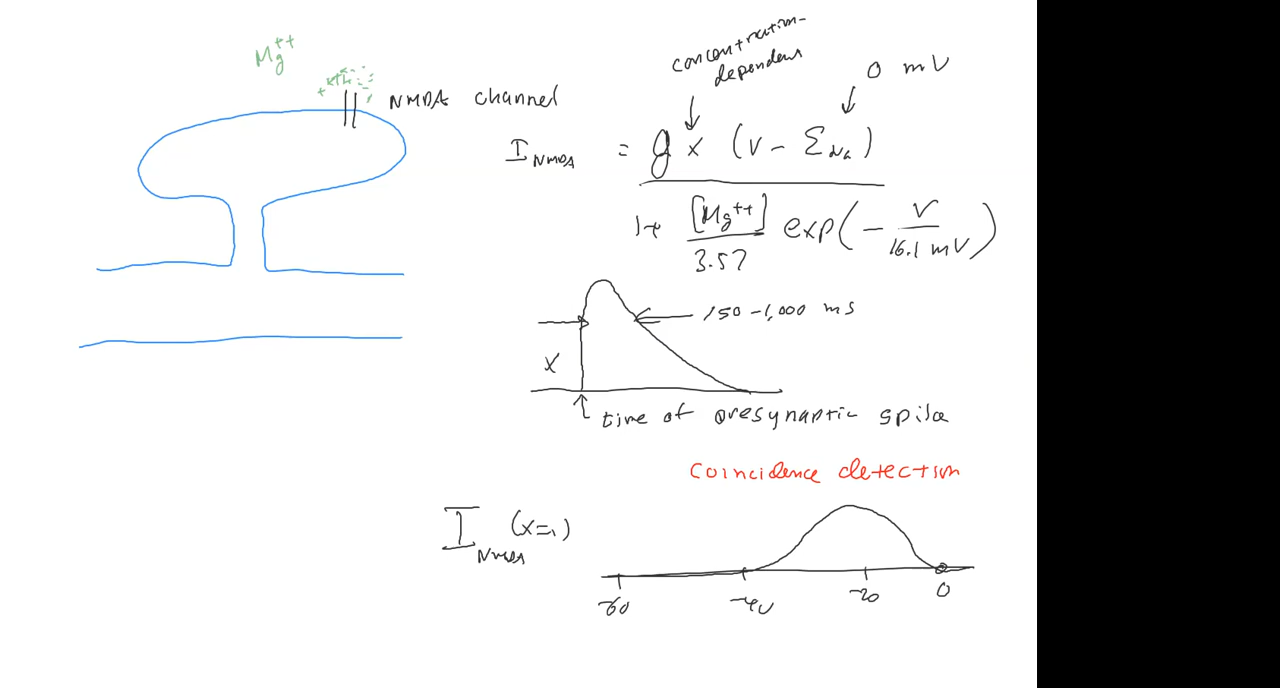 Mg++
NMDA channel
concentration-
dependent
0 mV
I NMDA = g x (V - Σ Na)
1+ [Mg++] / 3.57 exp(- V / 16.1 mV)
150-1,000 ms
x
time of presynaptic spike
Coincidence detection
I NMDA (x=1)
-60 -40 -20 0